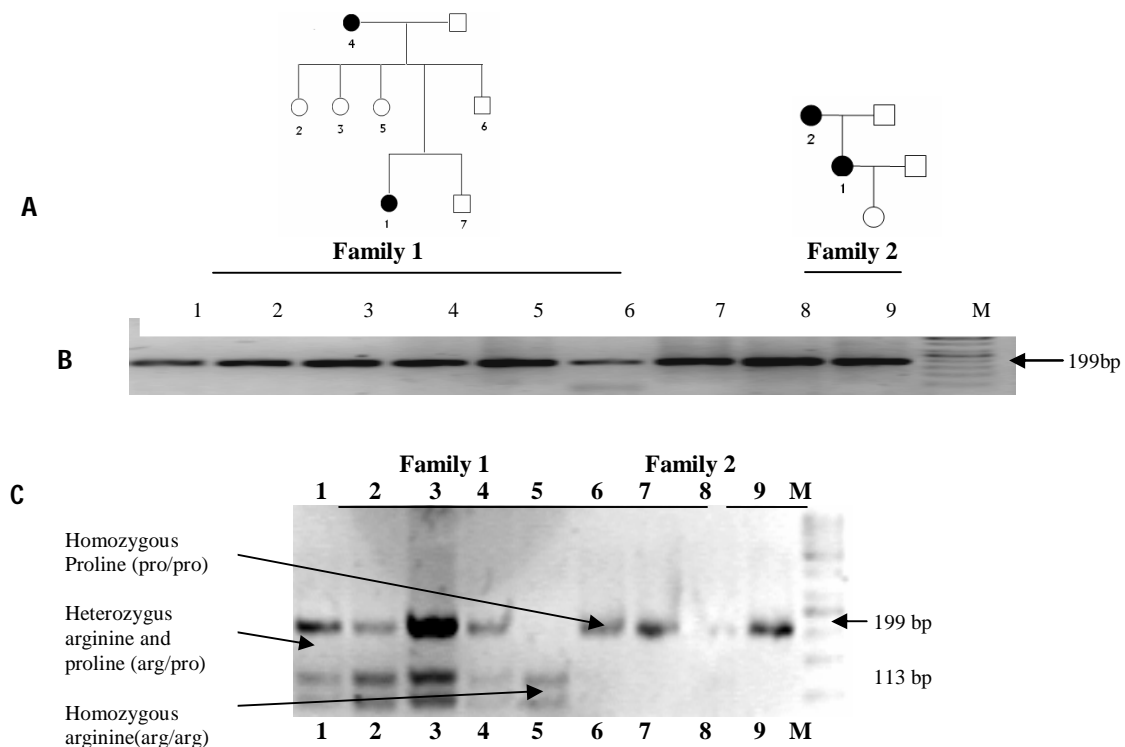 4
2 3 5 6
2
1
1 7
A
Family 1 Family 2
1 2 3 4 5 6 7 8 9 M
B
199bp
Family 1 Family 2
C
1 2 3 4 5 6 7 8 9 M
Homozygous
Proline (pro/pro)
Heterozygus
arginine and
proline (arg/pro)
199 bp
113 bp
Homozygous
arginine(arg/arg)
1 2 3 4 5 6 7 8 9 M